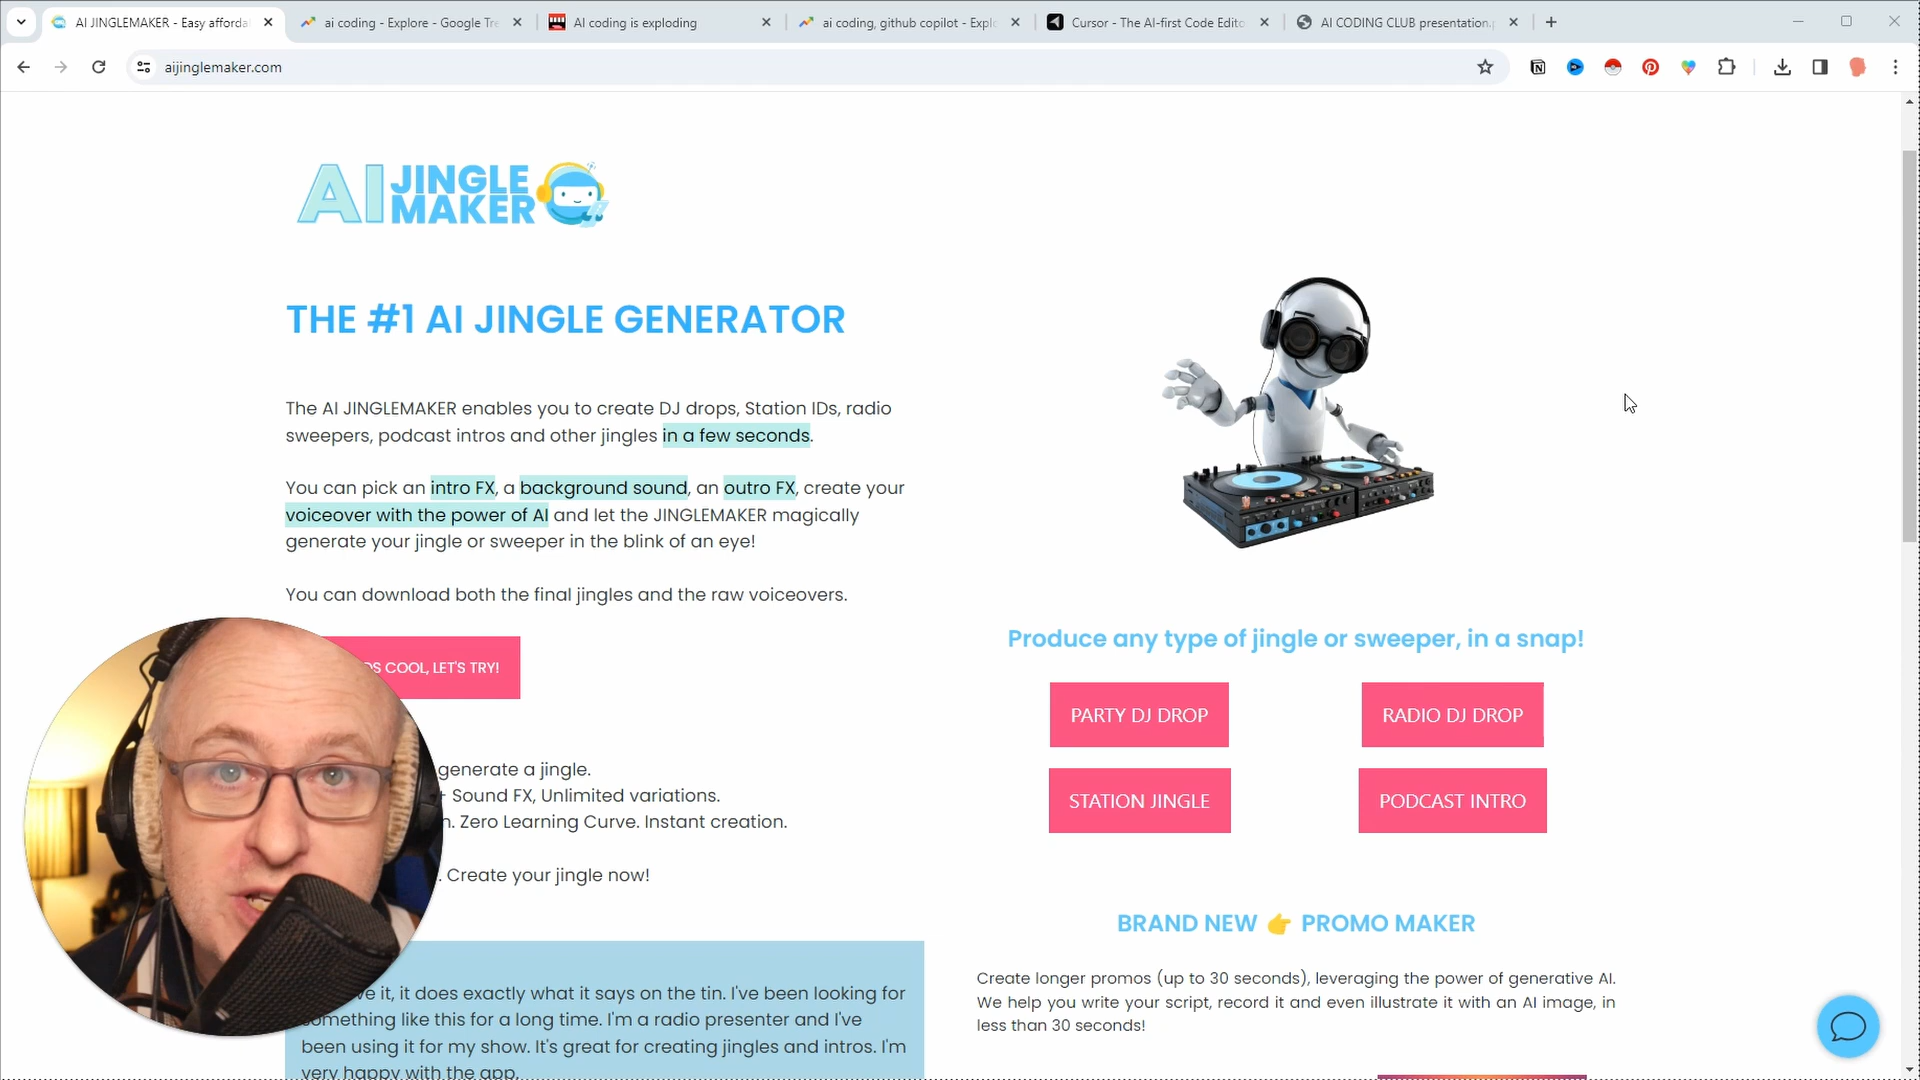 AI JINGLEMAKER - Easy afforda
ai coding - Explore - Google Tre
AI coding is exploding
ai coding, github copilot - Explo
Cursor - The AI-first Code Edito
AI CODING CLUB presentation.p
aijinglemaker.com
AI JINGLE MAKER
THE #1 AI JINGLE GENERATOR
The AI JINGLEMAKER enables you to create DJ drops, Station IDs, radio
sweepers, podcast intros and other jingles in a few seconds.
You can pick an intro FX, a background sound, an outro FX, create your
voiceover with the power of AI and let the JINGLEMAKER magically
generate your jingle or sweeper in the blink of an eye!
You can download both the final jingles and the raw voiceovers.
COOL, LET'S TRY!
generate a jingle.
Sound FX, Unlimited variations.
Zero Learning Curve. Instant creation.
Create your jingle now!
it, it does exactly what it says on the tin. I've been looking for
something like this for a long time. I'm a radio presenter and I've
been using it for my show. It's great for creating jingles and intros. I'm
very happy with the app.
Produce any type of jingle or sweeper, in a snap!
PARTY DJ DROP
RADIO DJ DROP
STATION JINGLE
PODCAST INTRO
BRAND NEW 👉 PROMO MAKER
Create longer promos (up to 30 seconds), leveraging the power of generative AI.
We help you write your script, record it and even illustrate it with an AI image, in
less than 30 seconds!